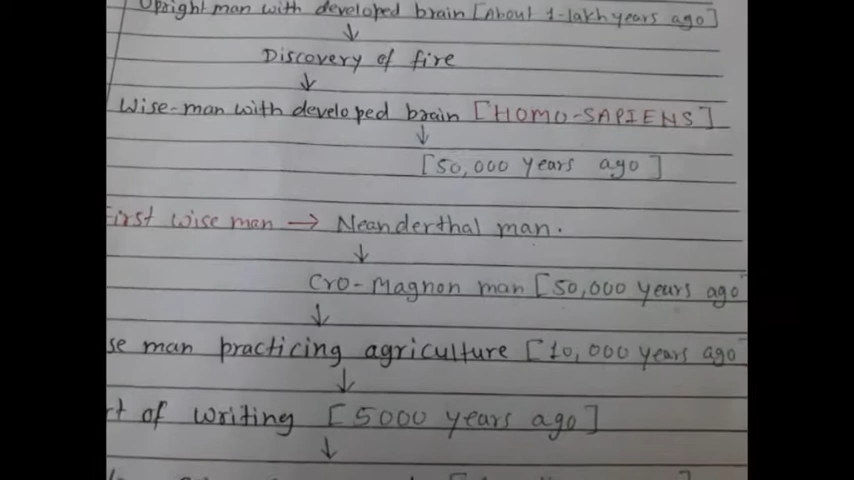 Upright man with developed brain [About 1-lakh years ago]
↓
Discovery of fire
↓
Wise-man with developed brain [HOMO-SAPIENS]
↓
[50,000 years ago]
First wise man → Neanderthal man.
↓
Cro-Magnon man [50,000 years ago
↓
se man practicing agriculture [10,000 years ago
↓
rt of writing [5000 years ago]
↓